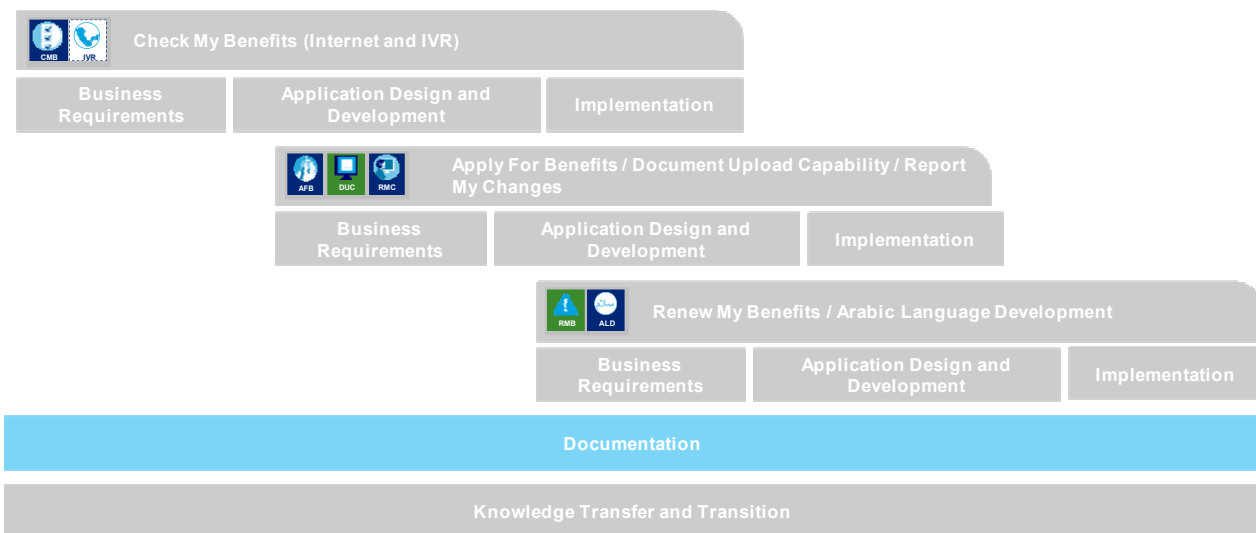 Check My Benefits (Internet and IVR)
CMB
IVR
Business
Requirements
Application Design and
Development
Implementation
Apply For Benefits / Document Upload Capability / Report
My Changes
AFB
DUC
RMC
Business
Requirements
Application Design and
Development
Implementation
Renew My Benefits / Arabic Language Development
RMB
سلام
ALD
Business
Requirements
Application Design and
Development
Implementation
Documentation
Knowledge Transfer and Transition